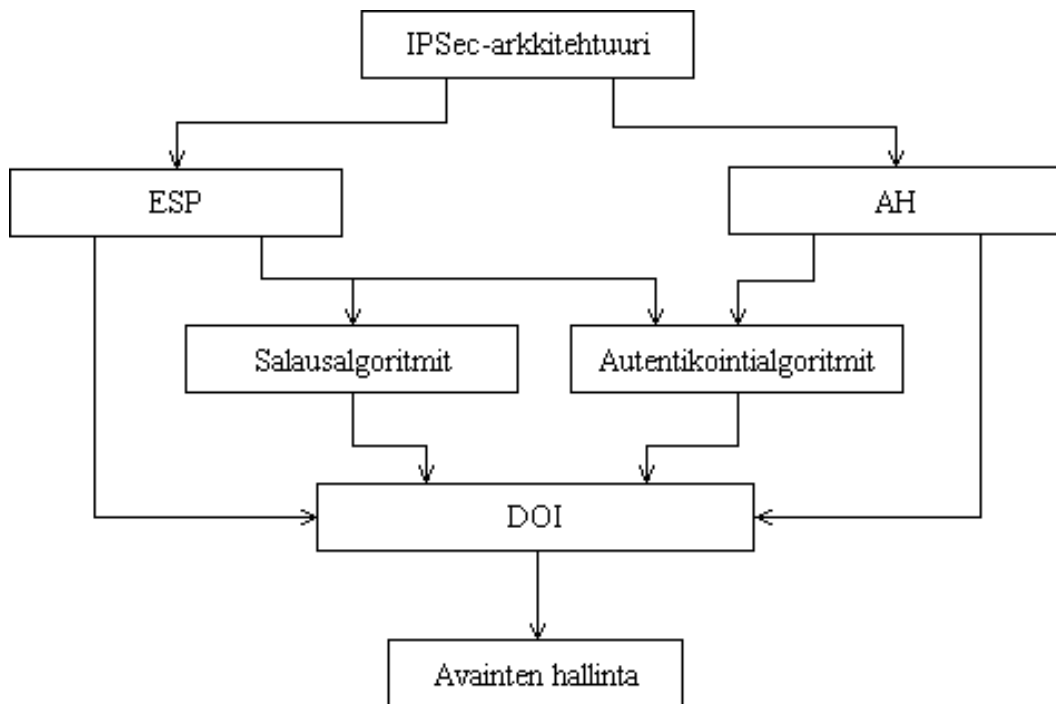 IPSec-arkkitehtuuri
ESP
AH
Salausalgoritmit
Autentikointialgoritmit
DOI
Avainten hallinta